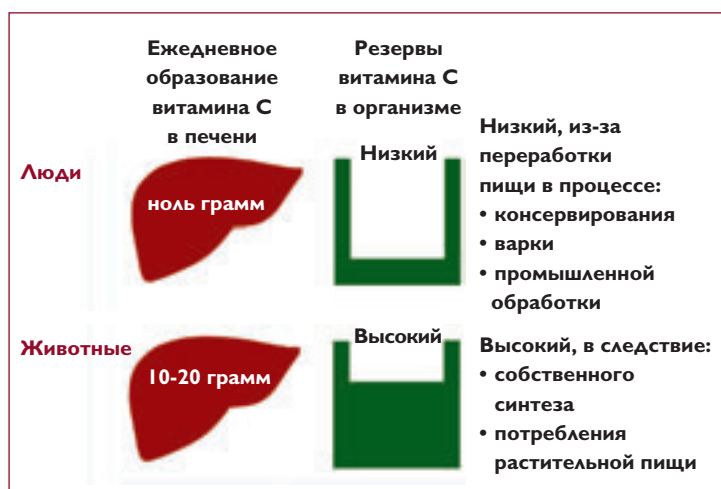 Ежедневное
образование
витамина С
в печени
Резервы
витамина С
в организме
Люди
ноль грамм
Низкий
Низкий, из-за
переработки
пищи в процессе:
• консервирования
• варки
• промышленной
обработки
Животные
10-20 грамм
Высокий
Высокий, в следствие:
• собственного
синтеза
• потребления
растительной пищи